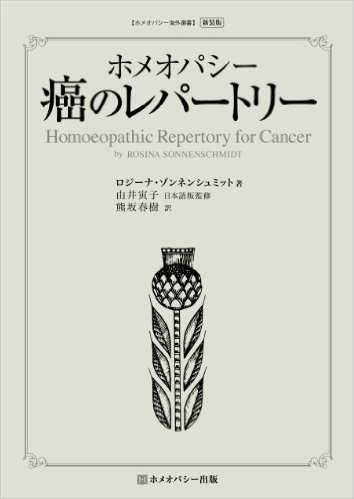 【ホメオパシー海外選書】 新装版
ホメオパシー
癌のレパートリー
Homoeopathic Repertory for Cancer
by ROSINA SONNENSCHMIDT
ロジーナ・ゾンネンシュミット 著
由井寅子 日本語版監修
熊坂春樹 訳
ホメオパシー出版